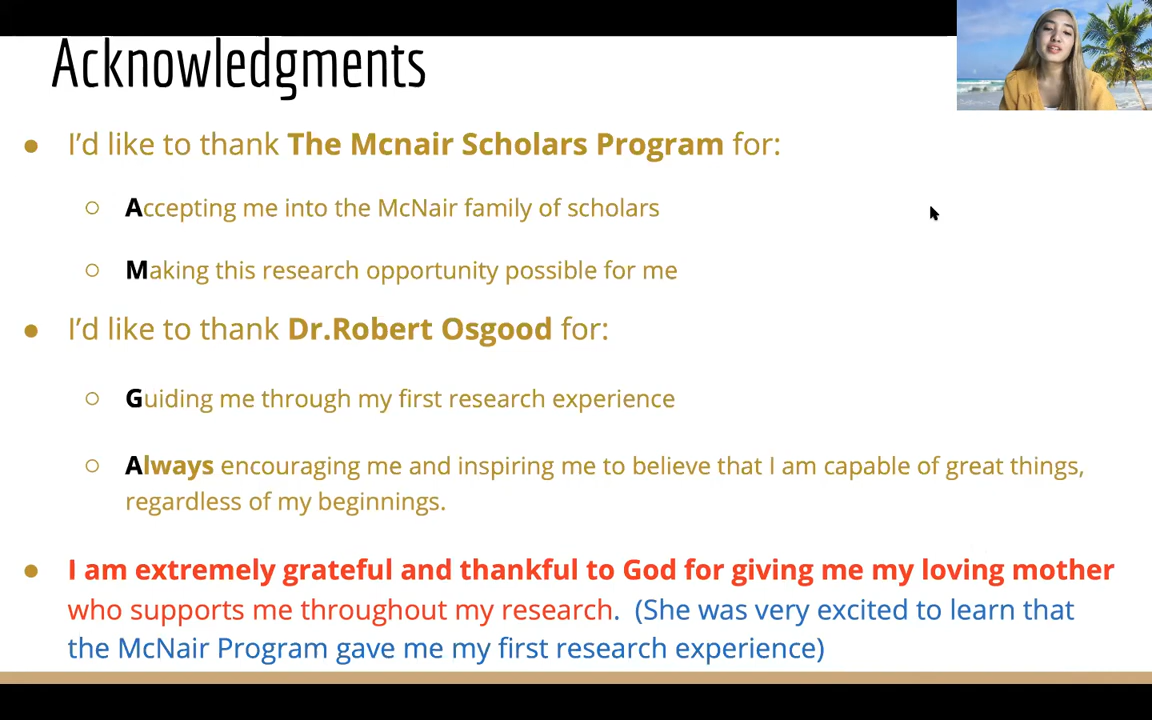 Acknowledgments
● I'd like to thank The Mcnair Scholars Program for:
○ Accepting me into the McNair family of scholars
○ Making this research opportunity possible for me
● I'd like to thank Dr.Robert Osgood for:
○ Guiding me through my first research experience
○ Always encouraging me and inspiring me to believe that I am capable of great things,
regardless of my beginnings.
● I am extremely grateful and thankful to God for giving me my loving mother
who supports me throughout my research. (She was very excited to learn that
the McNair Program gave me my first research experience)